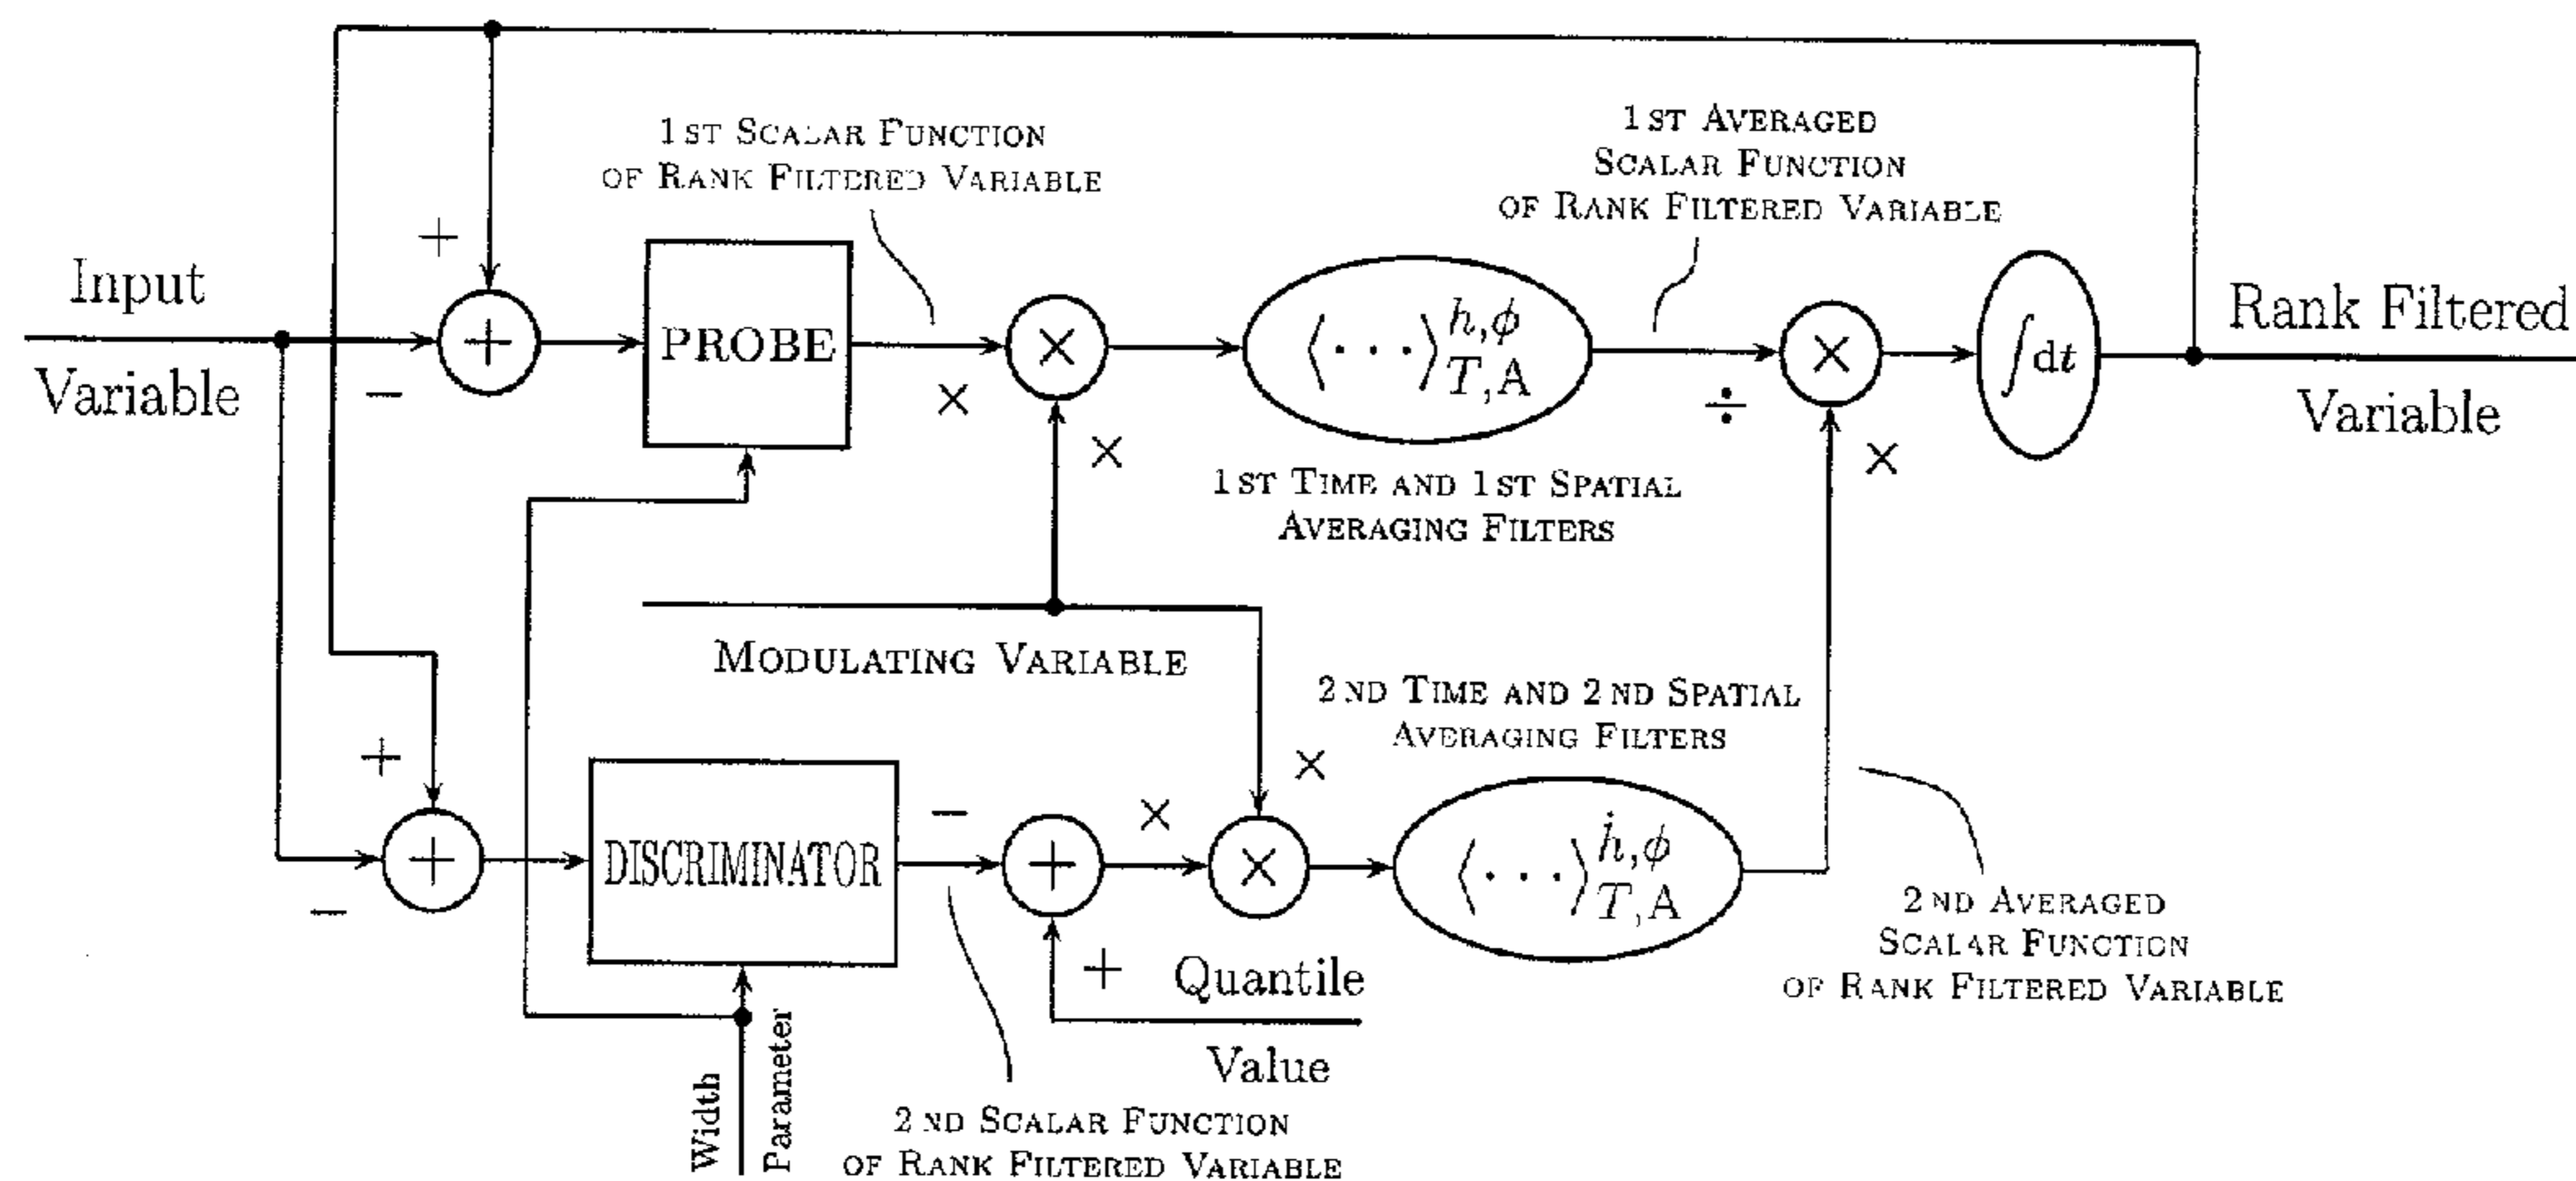 1ST SCALAR FUNCTION
OF RANK FILTERED VARIABLE
1ST AVERAGED
SCALAR FUNCTION
OF RANK FILTERED VARIABLE
+
Input
Variable
−
+
PROBE
×
×
×
⟨···⟩ h,ϕ T,A
÷
×
×
∫dt
Rank Filtered
Variable
1ST TIME AND 1ST SPATIAL
AVERAGING FILTERS
MODULATING VARIABLE
2ND TIME AND 2ND SPATIAL
AVERAGING FILTERS
+
−
+
DISCRIMINATOR
−
+
×
×
×
⟨···⟩ ḣ,ϕ T,A
+
Quantile
Value
2ND AVERAGED
SCALAR FUNCTION
OF RANK FILTERED VARIABLE
Width
Parameter
2ND SCALAR FUNCTION
OF RANK FILTERED VARIABLE